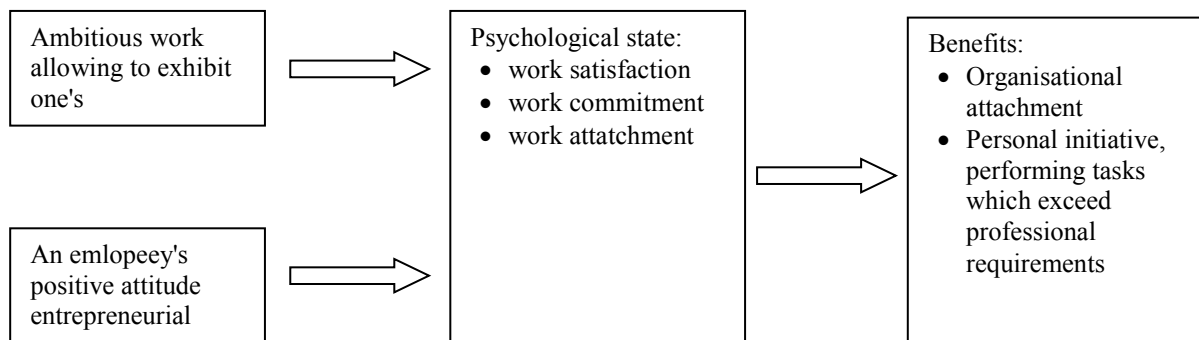 Ambitious work
allowing to exhibit
one's
An emlopeey's
positive attitude
entrepreneurial
Psychological state:
• work satisfaction
• work commitment
• work attatchment
Benefits:
• Organisational
attachment
• Personal initiative,
performing tasks
which exceed
professional
requirements